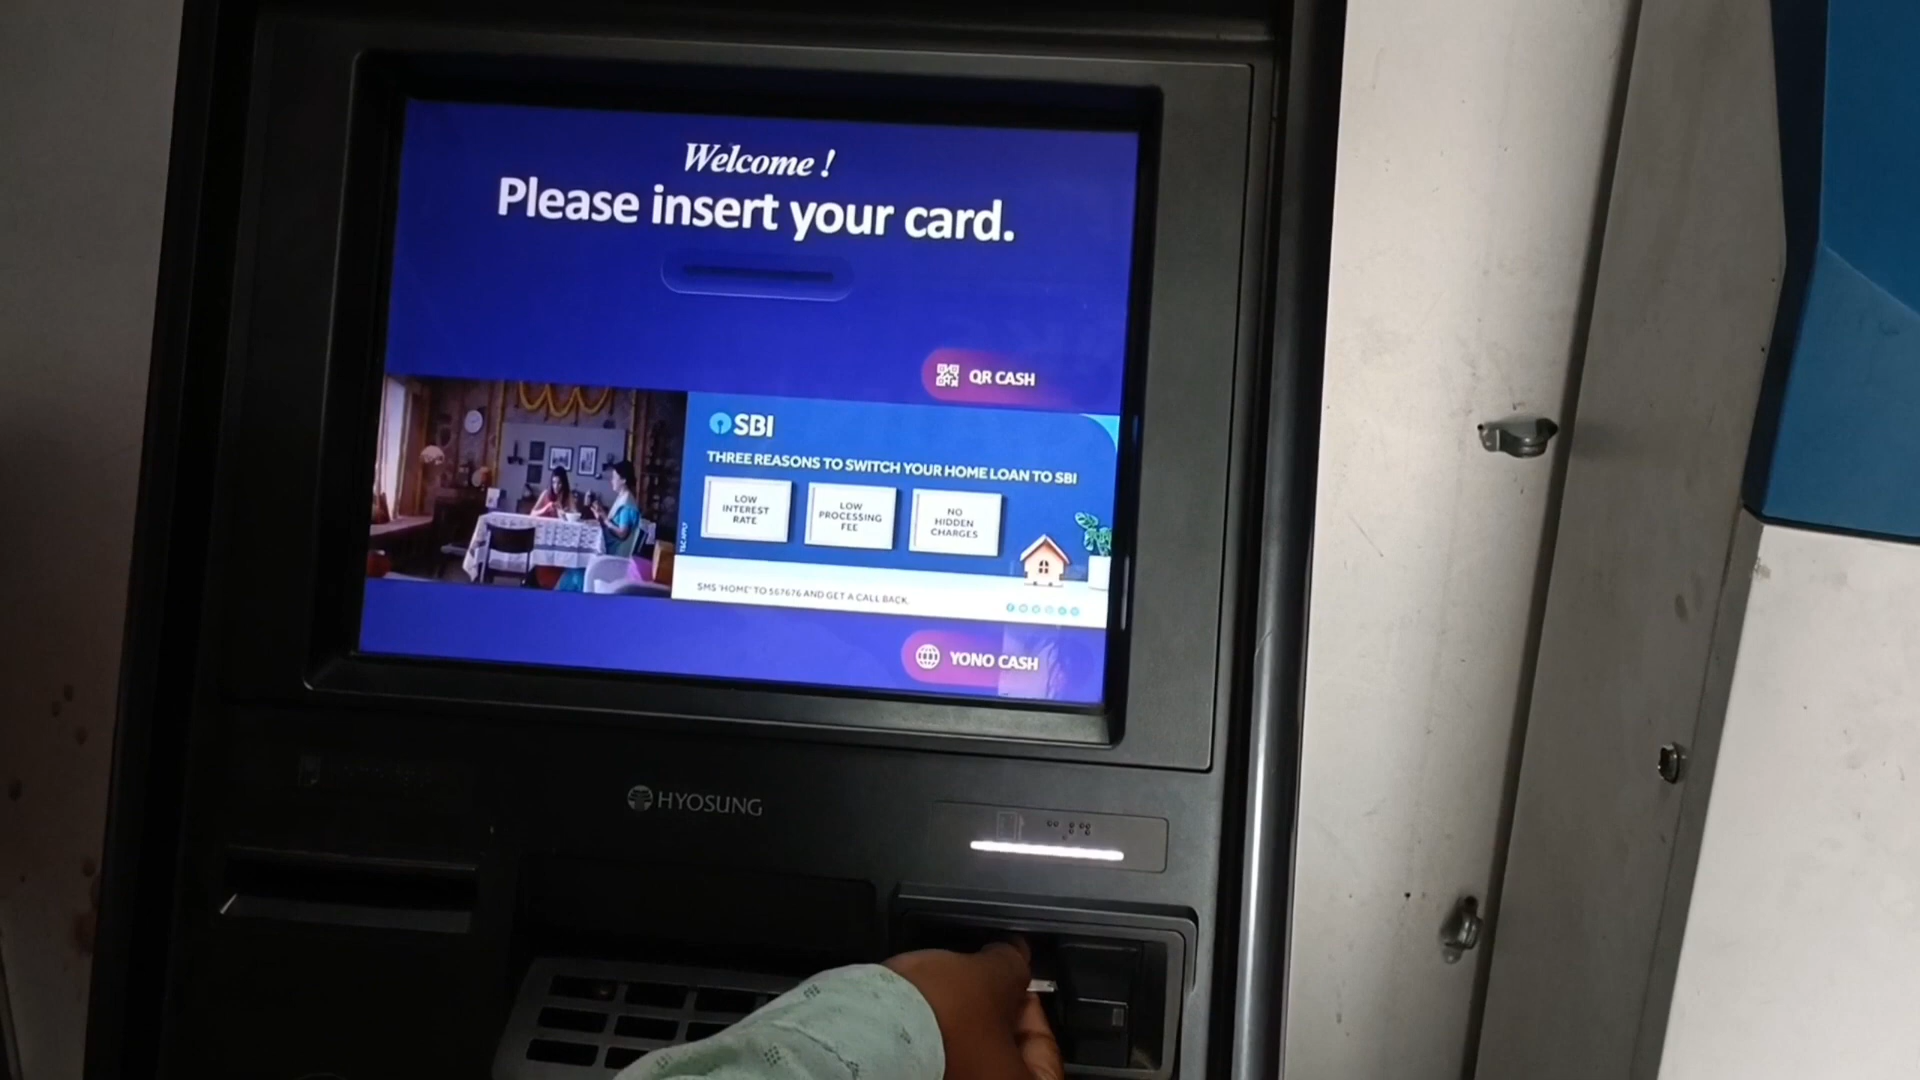 Welcome !
Please insert your card.
QR CASH
SBI
THREE REASONS TO SWITCH YOUR HOME LOAN TO SBI
LOW
INTEREST
RATE
LOW
PROCESSING
FEE
NO
HIDDEN
CHARGES
SMS 'HOME' TO 567676 AND GET A CALL BACK.
YONO CASH
HYOSUNG